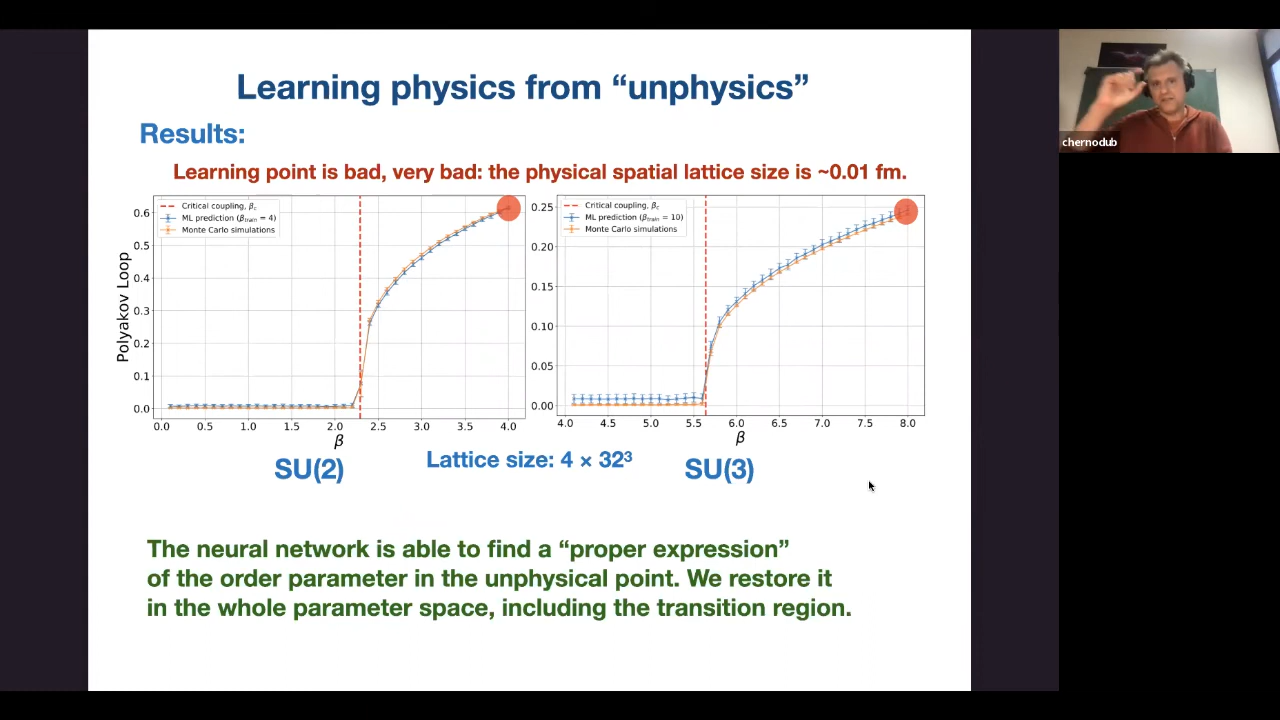 Learning physics from “unphysics”
Results:
Learning point is bad, very bad: the physical spatial lattice size is ~0.01 fm.
Critical coupling, βc
ML prediction (βtrain = 4)
Monte Carlo simulations
0.6
0.5
0.4
0.3
0.2
0.1
0.0
Polyakov Loop
0.0 0.5 1.0 1.5 2.0 2.5 3.0 3.5 4.0
β
SU(2)
Critical coupling, βc
ML prediction (βtrain = 10)
Monte Carlo simulations
0.25
0.20
0.15
0.10
0.05
0.00
4.0 4.5 5.0 5.5 6.0 6.5 7.0 7.5 8.0
β
Lattice size: 4 × 32³
SU(3)
The neural network is able to find a “proper expression”
of the order parameter in the unphysical point. We restore it
in the whole parameter space, including the transition region.
chernodub